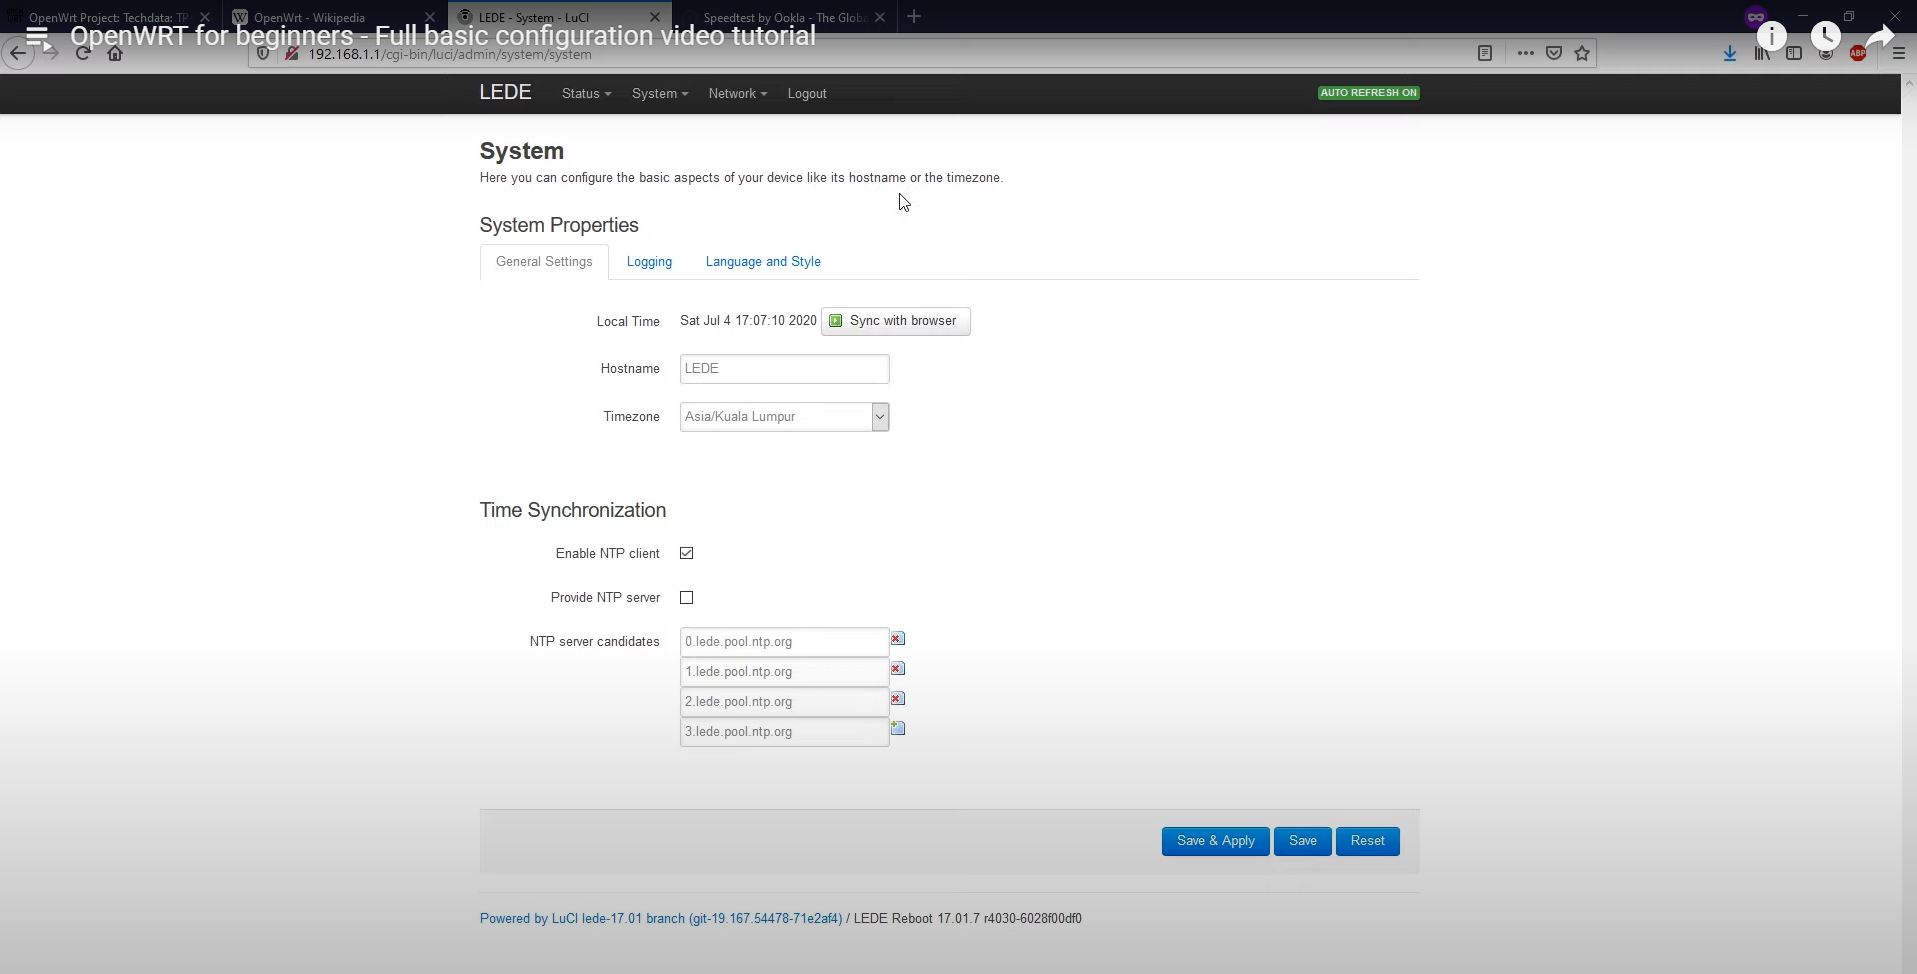 OpenWrt Project: Techdata: TP
OpenWrt - Wikipedia
LEDE - System - LuCI
Speedtest by Ookla - The Globa
OpenWRT for beginners - Full basic configuration video tutorial
192.168.1.1/cgi-bin/luci/admin/system/system
ABP
LEDE Status System Network Logout AUTO REFRESH ON
System
Here you can configure the basic aspects of your device like its hostname or the timezone.
System Properties
General Settings Logging Language and Style
Local Time Sat Jul 4 17:07:10 2020 Sync with browser
Hostname LEDE
Timezone Asia/Kuala Lumpur
Time Synchronization
Enable NTP client
Provide NTP server
NTP server candidates 0.lede.pool.ntp.org
1.lede.pool.ntp.org
2.lede.pool.ntp.org
3.lede.pool.ntp.org
Save & Apply Save Reset
Powered by LuCI lede-17.01 branch (git-19.167.54478-71e2af4) / LEDE Reboot 17.01.7 r4030-6028f00df0